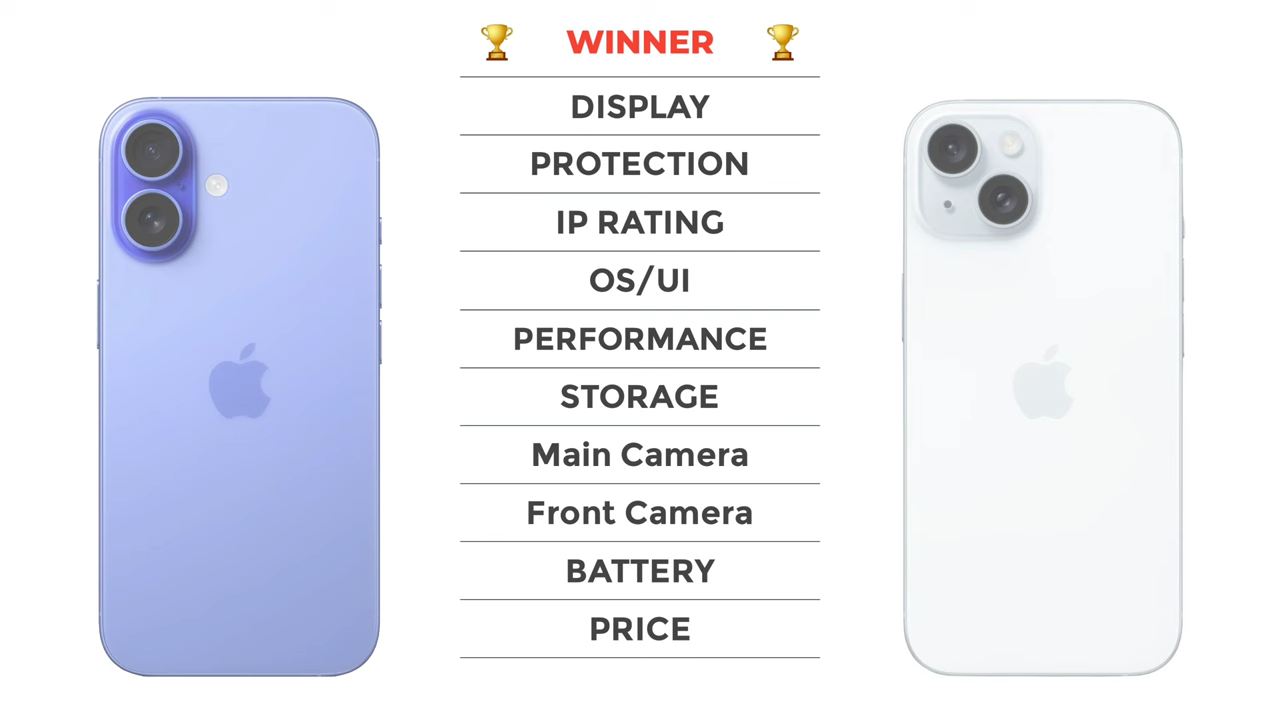 WINNER
DISPLAY
PROTECTION
IP RATING
OS/UI
PERFORMANCE
STORAGE
Main Camera
Front Camera
BATTERY
PRICE